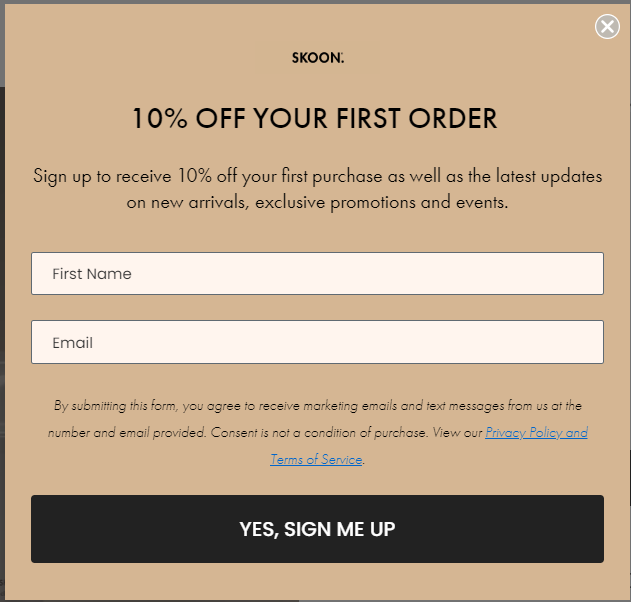 SKOON.
10% OFF YOUR FIRST ORDER
Sign up to receive 10% off your first purchase as well as the latest updates
on new arrivals, exclusive promotions and events.
First Name
Email
By submitting this form, you agree to receive marketing emails and text messages from us at the
number and email provided. Consent is not a condition of purchase. View our Privacy Policy and
Terms of Service.
YES, SIGN ME UP